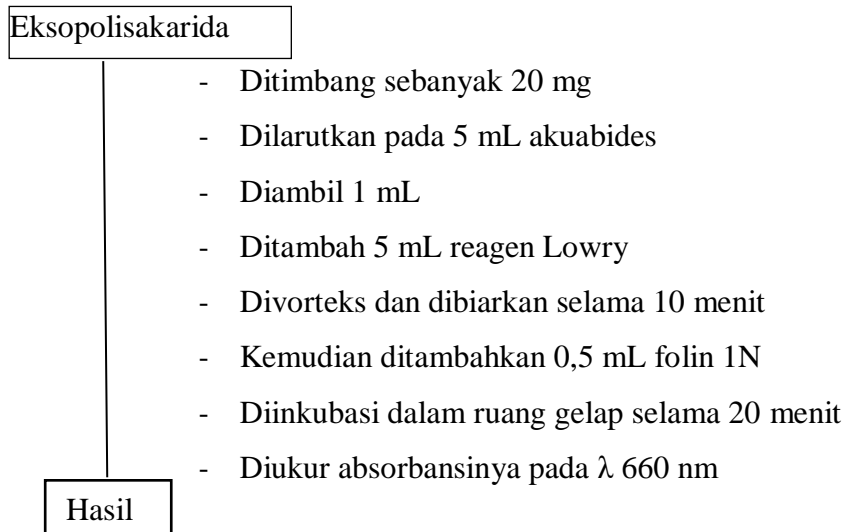 Eksopolisakarida
- Ditimbang sebanyak 20 mg
- Dilarutkan pada 5 mL akuabides
- Diambil 1 mL
- Ditambah 5 mL reagen Lowry
- Divorteks dan dibiarkan selama 10 menit
- Kemudian ditambahkan 0,5 mL folin 1N
- Diinkubasi dalam ruang gelap selama 20 menit
- Diukur absorbansinya pada λ 660 nm
Hasil